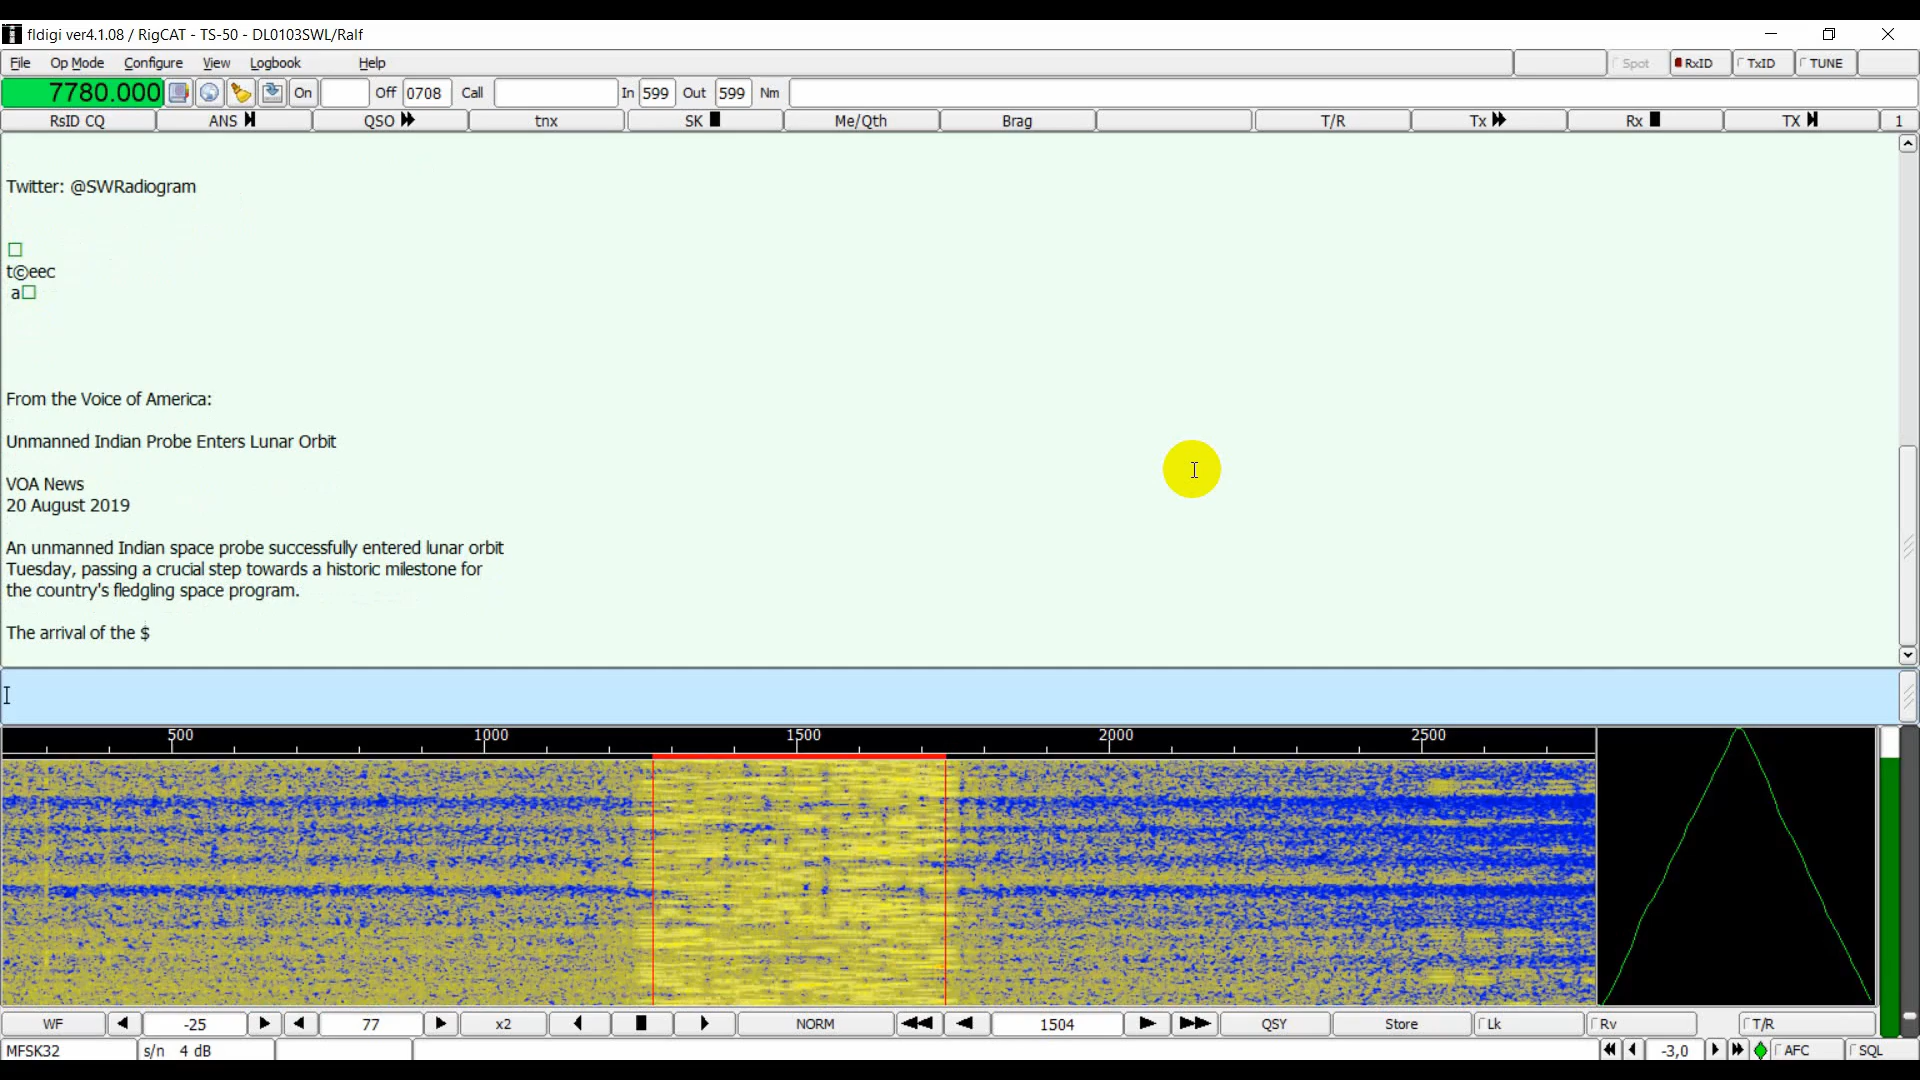 fldigi ver4.1.08 / RigCAT - TS-50 - DL0103SWL/Ralf
File Op Mode Configure View Logbook Help Spot RxID TxID TUNE
7780.000 On Off 0708 Call In 599 Out 599 Nm
RsID CQ ANS QSO tnx SK Me/Qth Brag T/R Tx Rx TX 1
Twitter: @SWRadiogram
□
t©eec
a□
From the Voice of America:
Unmanned Indian Probe Enters Lunar Orbit
VOA News
20 August 2019
An unmanned Indian space probe successfully entered lunar orbit
Tuesday, passing a crucial step towards a historic milestone for
the country's fledgling space program.
The arrival of the $
500 1000 1500 2000 2500
WF -25 77 x2 NORM 1504 QSY Store Lk Rv T/R
MFSK32 s/n 4 dB -3,0 AFC SQL